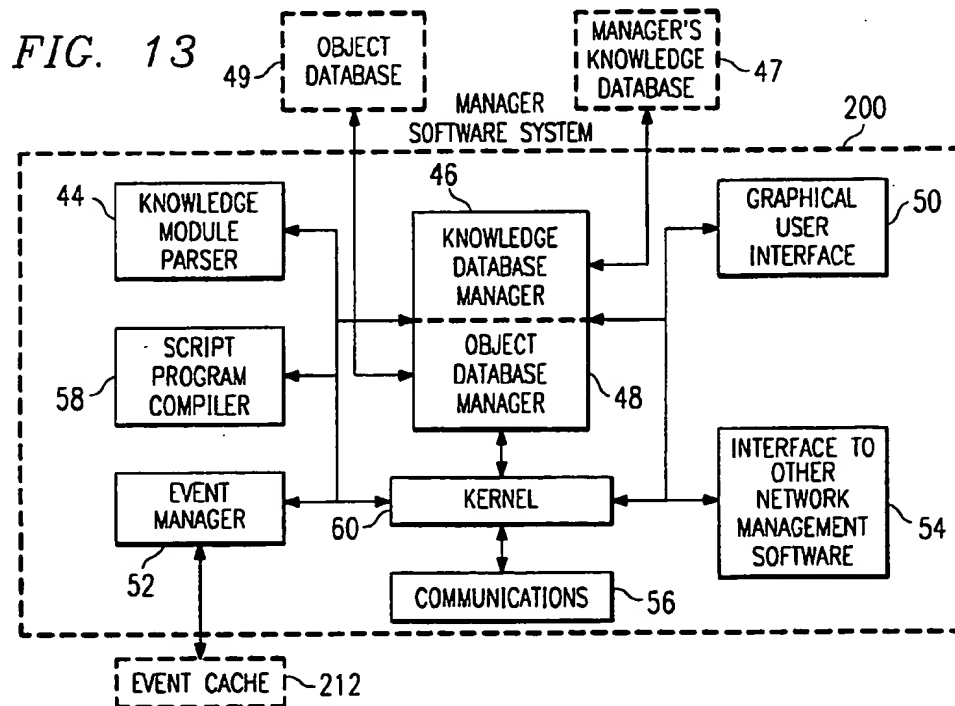 FIG. 13
OBJECT
DATABASE
49
MANAGER'S
KNOWLEDGE
DATABASE
47
MANAGER
SOFTWARE SYSTEM
200
44
KNOWLEDGE
MODULE
PARSER
46
KNOWLEDGE
DATABASE
MANAGER
GRAPHICAL
USER
INTERFACE
50
58
SCRIPT
PROGRAM
COMPILER
OBJECT
DATABASE
MANAGER
48
EVENT
MANAGER
52
60
KERNEL
INTERFACE TO
OTHER
NETWORK
MANAGEMENT
SOFTWARE
54
COMMUNICATIONS
56
EVENT CACHE
212